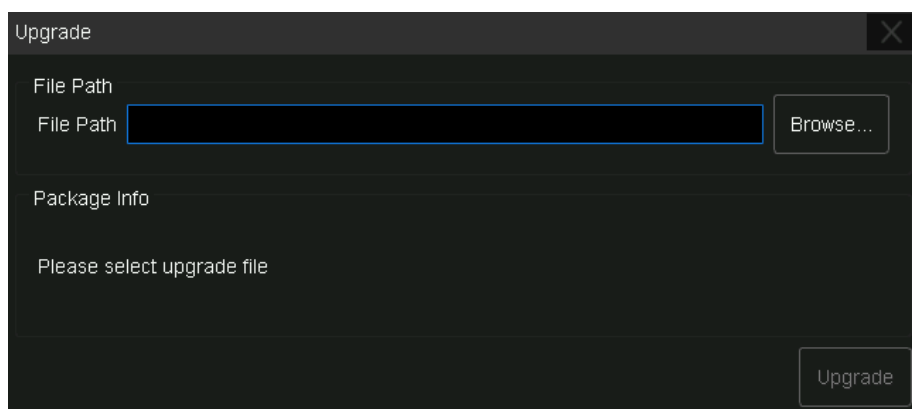 Upgrade
File Path
File Path
Browse...
Package Info
Please select upgrade file
Upgrade